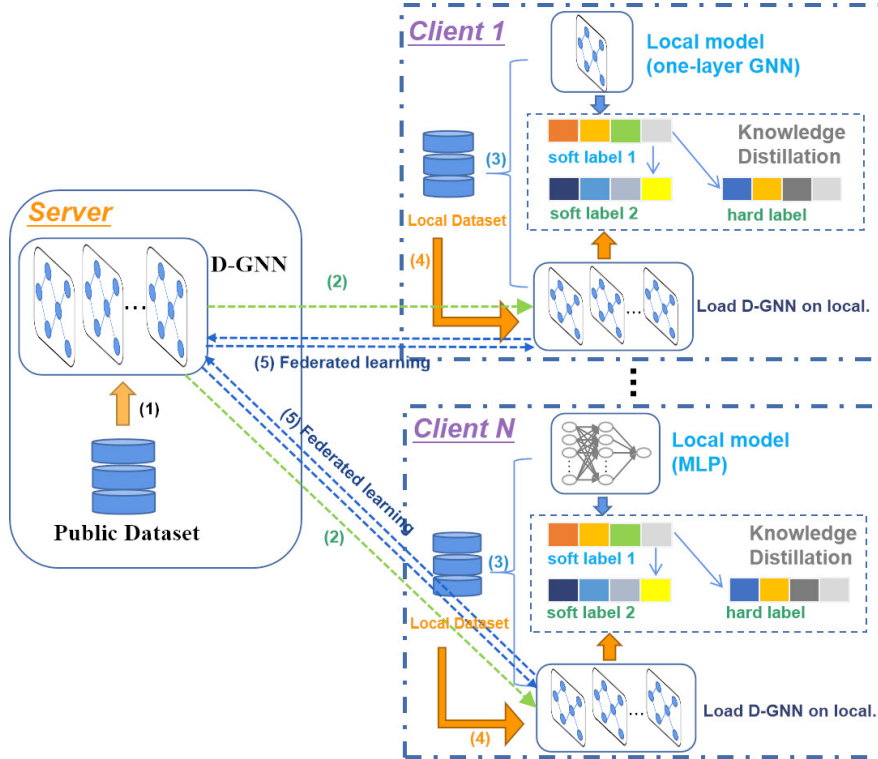 Server
D-GNN
(1)
Public Dataset
(2)
(5) Federated learning
(5) Federated learning
(2)
Client 1
Local model
(one-layer GNN)
(3)
Local Dataset
(4)
soft label 1
Knowledge
Distillation
soft label 2
hard label
Load D-GNN on local.
Client N
Local model
(MLP)
(3)
Local Dataset
(4)
soft label 1
Knowledge
Distillation
soft label 2
hard label
Load D-GNN on local.